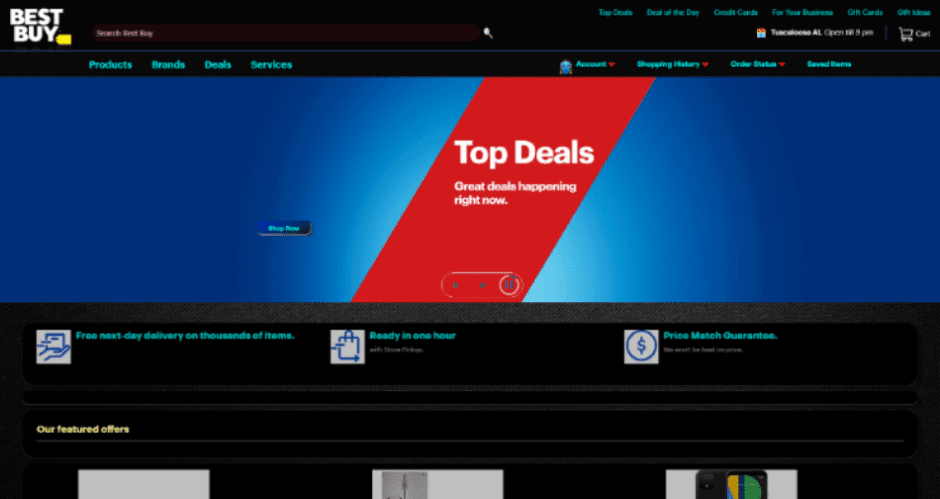 BEST
BUY
Top Deals Deal of the Day Credit Cards For Your Business Gift Cards Gift Ideas
Search Best Buy
Tuscaloosa AL Open till 9 pm Cart
Products Brands Deals Services
Account Shopping History Order Status Saved Items
Top Deals
Great deals happening
right now.
Shop Now
Free next-day delivery on thousands of items.
Ready in one hour
with Store Pickup.
Price Match Guarantee.
We won't be beat on price.
Our featured offers